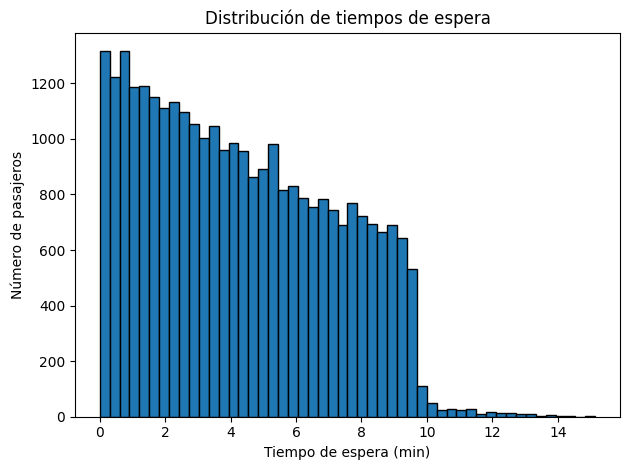 Distribución de tiempos de espera
Número de pasajeros
1200
1000
800
600
400
200
0
0 2 4 6 8 10 12 14
Tiempo de espera (min)